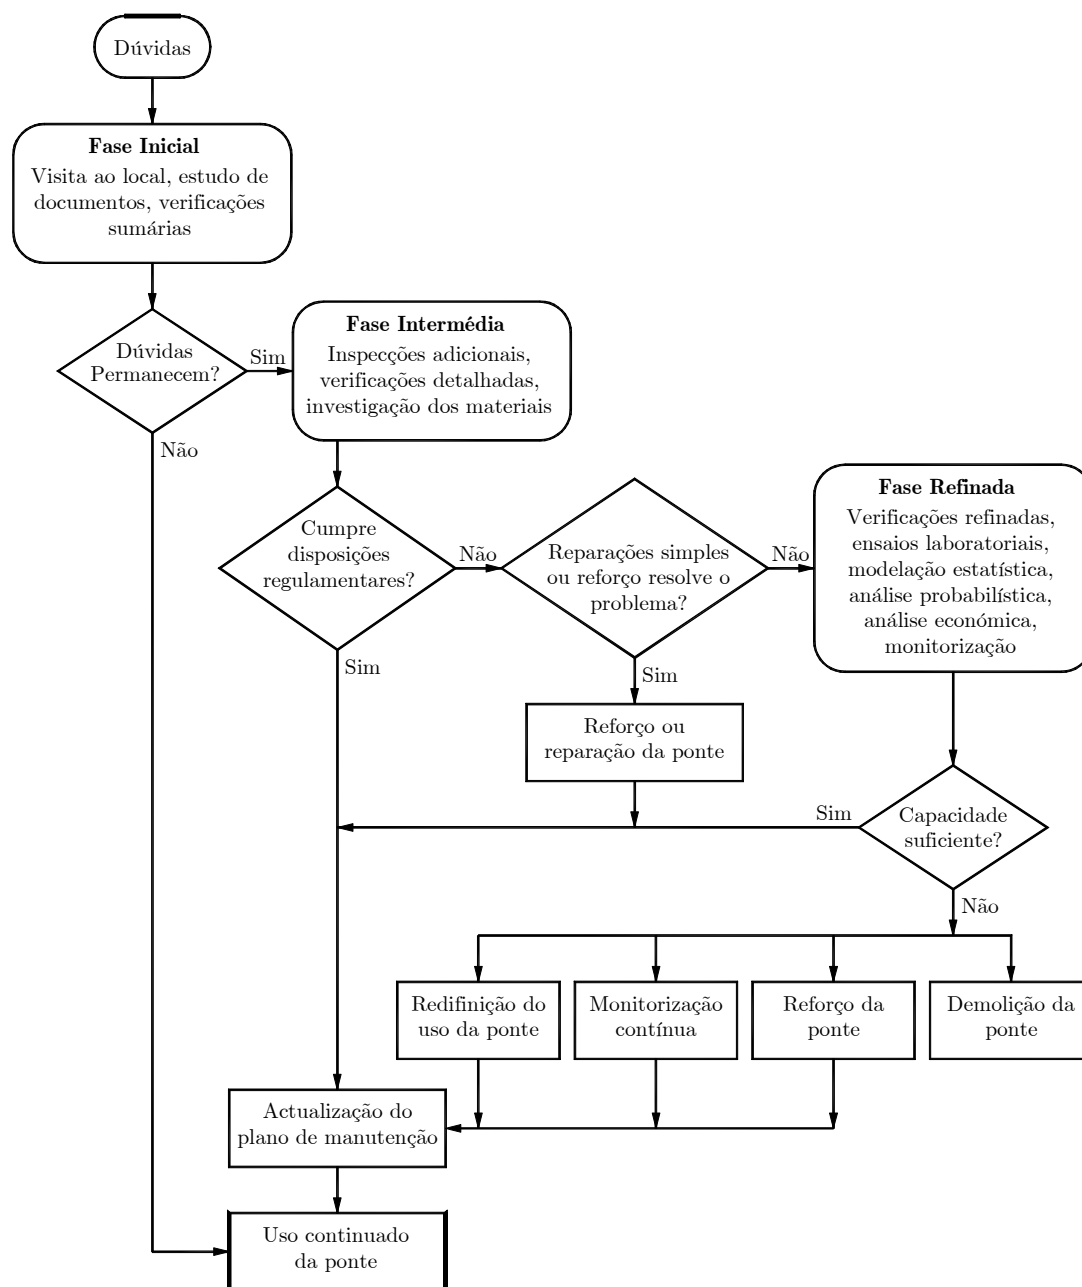 Dúvidas
Fase Inicial
Visita ao local, estudo de
documentos, verificações
sumárias
Dúvidas
Permanecem?
Sim
Não
Fase Intermédia
Inspecções adicionais,
verificações detalhadas,
investigação dos materiais
Cumpre
disposições
regulamentares?
Não
Sim
Reparações simples
ou reforço resolve o
problema?
Não
Sim
Fase Refinada
Verificações refinadas,
ensaios laboratoriais,
modelação estatística,
análise probabilística,
análise económica,
monitorização
Reforço ou
reparação da ponte
Capacidade
suficiente?
Sim
Não
Redifinição do
uso da ponte
Monitorização
contínua
Reforço da
ponte
Demolição da
ponte
Actualização do
plano de manutenção
Uso continuado
da ponte